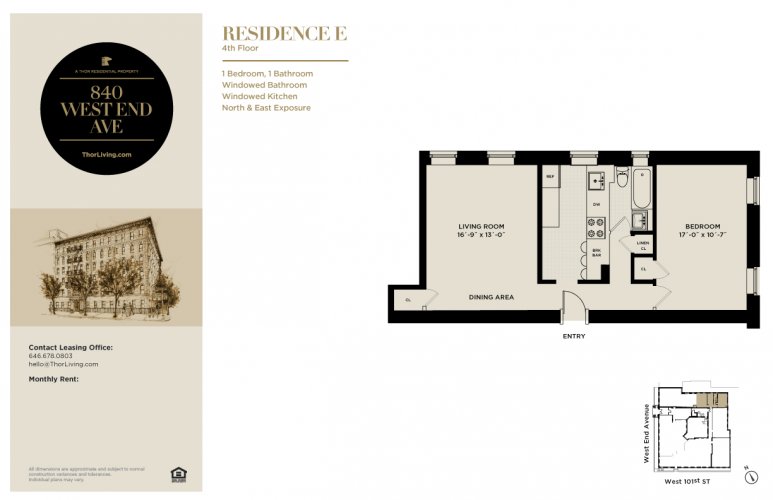 A THOR RESIDENTIAL PROPERTY
840
WEST END
AVE
ThorLiving.com
Contact Leasing Office:
646.678.0803
hello@ThorLiving.com
Monthly Rent:
All dimensions are approximate and subject to normal
construction variances and tolerances.
Individual plans may vary.
RESIDENCE E
4th Floor
1 Bedroom, 1 Bathroom
Windowed Bathroom
Windowed Kitchen
North & East Exposure
REF
DW
LIVING ROOM
16'-9" x 13'-0"
BEDROOM
17'-0" x 10'-7"
LINEN
CL
BRK
BAR
CL
CL
DINING AREA
ENTRY
West End Avenue
West 101st ST
N